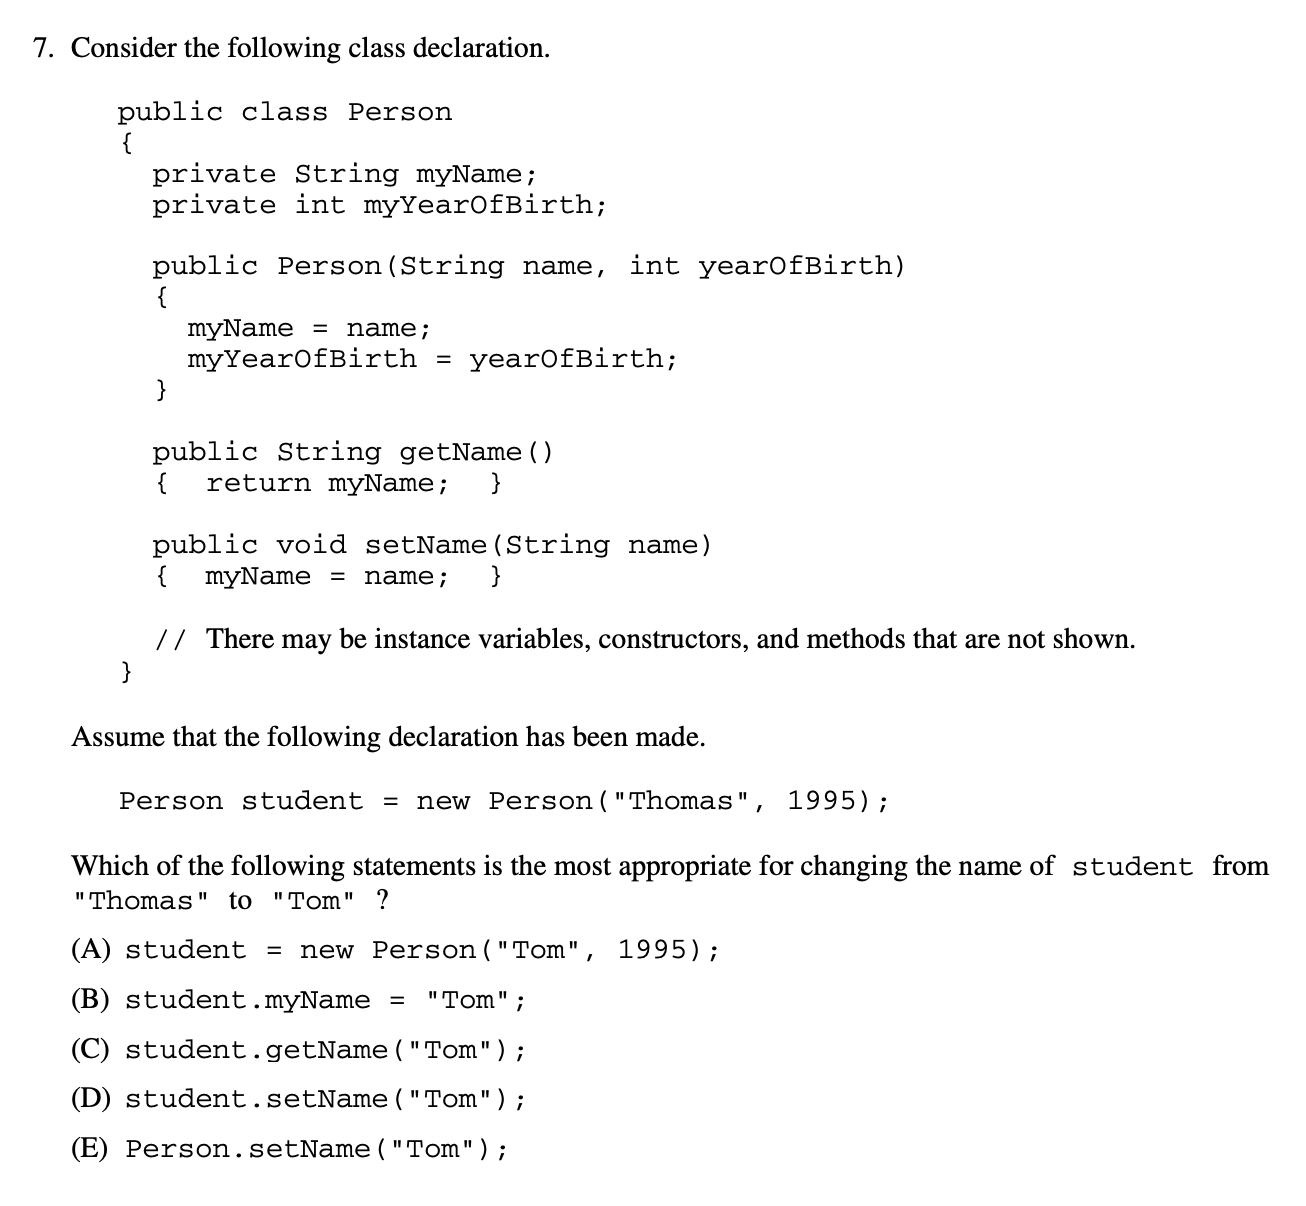 7. Consider the following class declaration.
public class Person
{
private String myName;
private int myYearOfBirth;
public Person(String name, int yearOfBirth)
{
myName = name;
myYearOfBirth = yearOfBirth;
}
public String getName()
{ return myName; }
public void setName(String name)
{ myName = name; }
// There may be instance variables, constructors, and methods that are not shown.
}
Assume that the following declaration has been made.
Person student = new Person("Thomas", 1995);
Which of the following statements is the most appropriate for changing the name of student from
"Thomas" to "Tom" ?
(A) student = new Person("Tom", 1995);
(B) student.myName = "Tom";
(C) student.getName("Tom");
(D) student.setName("Tom");
(E) Person.setName("Tom");